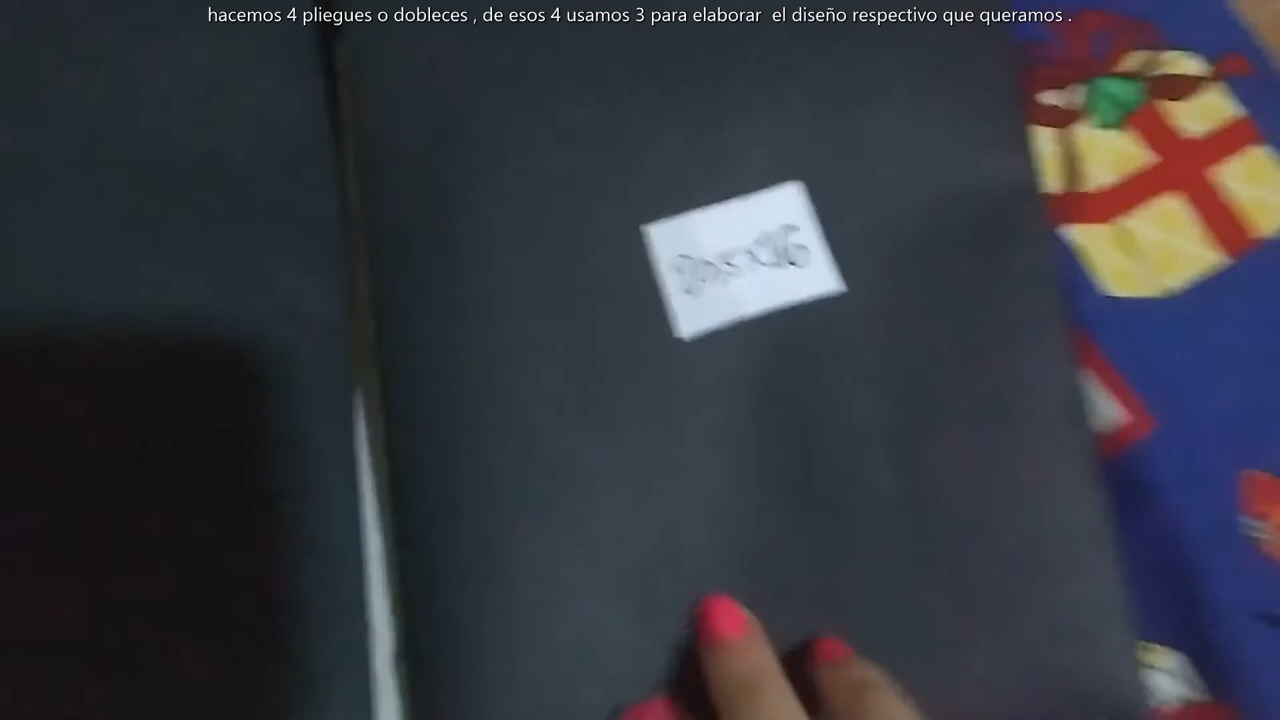 hacemos 4 pliegues o dobleces , de esos 4 usamos 3 para elaborar  el diseño respectivo que queramos .